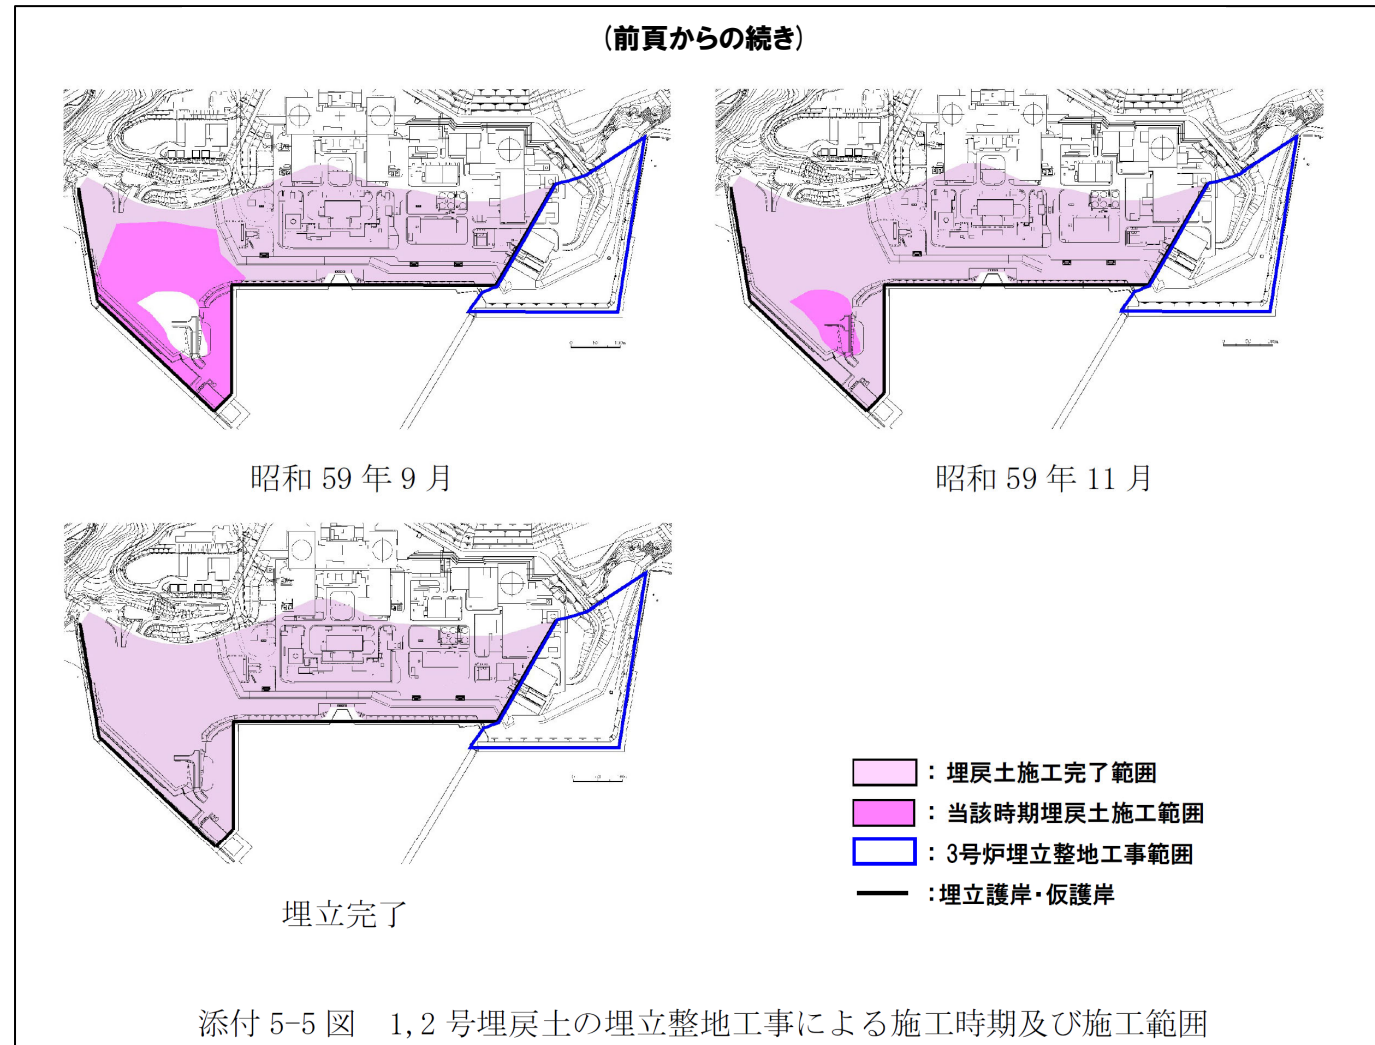 (前頁からの続き)
昭和 59 年 9 月
昭和 59 年 11 月
埋立完了
：埋戻土施工完了範囲
：当該時期埋戻土施工範囲
：3号炉埋立整地工事範囲
：埋立護岸・仮護岸
添付 5-5 図　1, 2 号埋戻土の埋立整地工事による施工時期及び施工範囲